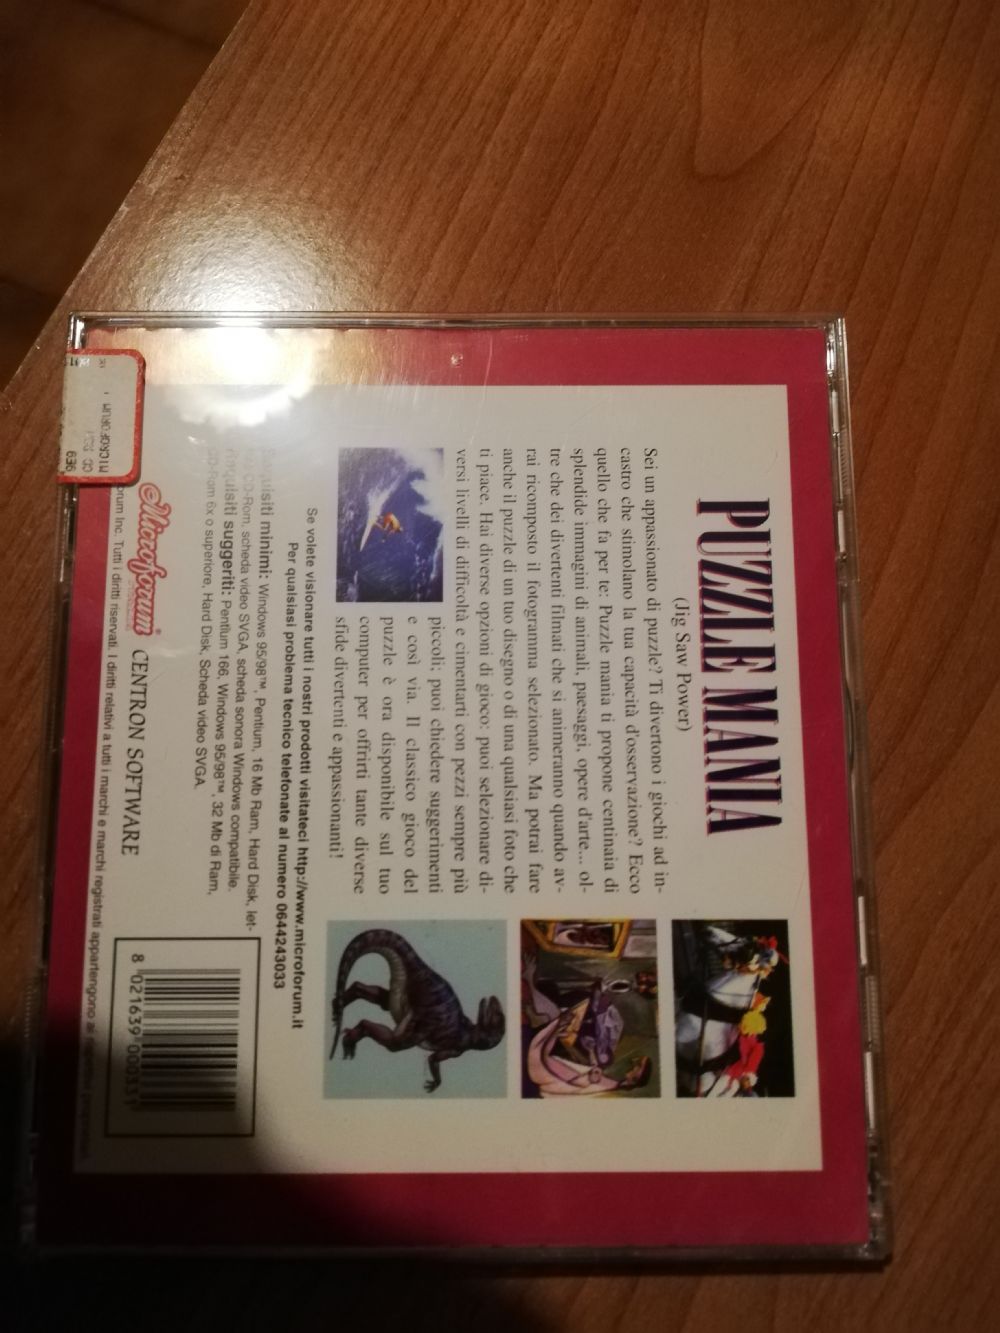 PUZZLE MANIA
(Jig Saw Power)
Sei un appassionato di puzzle? Ti divertono i giochi ad in-
castro che stimolano la tua capacità d'osservazione? Ecco
quello che fa per te: Puzzle mania ti propone centinaia di
splendide immagini di animali, paesaggi, opere d'arte... ol-
tre che dei divertenti filmati che si animeranno quando av-
rai ricomposto il fotogramma selezionato. Ma potrai fare
anche il puzzle di un tuo disegno o di una qualsiasi foto che
ti piace. Hai diverse opzioni di gioco: puoi selezionare di-
versi livelli di difficoltà e cimentarti con pezzi sempre più
piccoli; puoi chiedere suggerimenti
e così via. Il classico gioco del
puzzle è ora disponibile sul tuo
computer per offrirti tante diverse
sfide divertenti e appassionanti!
Se volete visionare tutti i nostri prodotti visitateci http://www.microforum.it
Per qualsiasi problema tecnico telefonate al numero 0644243033
Requisiti minimi: Windows 95/98™, Pentium, 16 Mb Ram, Hard Disk, let-
CD-Rom, scheda video SVGA, scheda sonora Windows compatibile.
Requisiti suggeriti: Pentium 166, Windows 95/98™, 32 Mb di Ram,
CD-Rom 6x o superiore, Hard Disk, Scheda video SVGA.
Microforum
CENTRON SOFTWARE
8 021639 000331
Inc. Tutti i diritti riservati. I diritti relativi a tutti i marchi e marchi registrati appartengono ai
MICROFORUM
CD